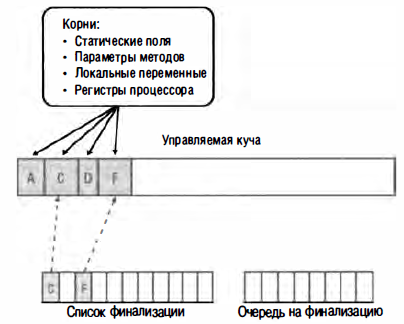 Корни:
• Статические поля
• Параметры методов
• Локальные переменные
• Регистры процессора
Управляемая куча
A C D F
C F
Список финализации Очередь на финализацию